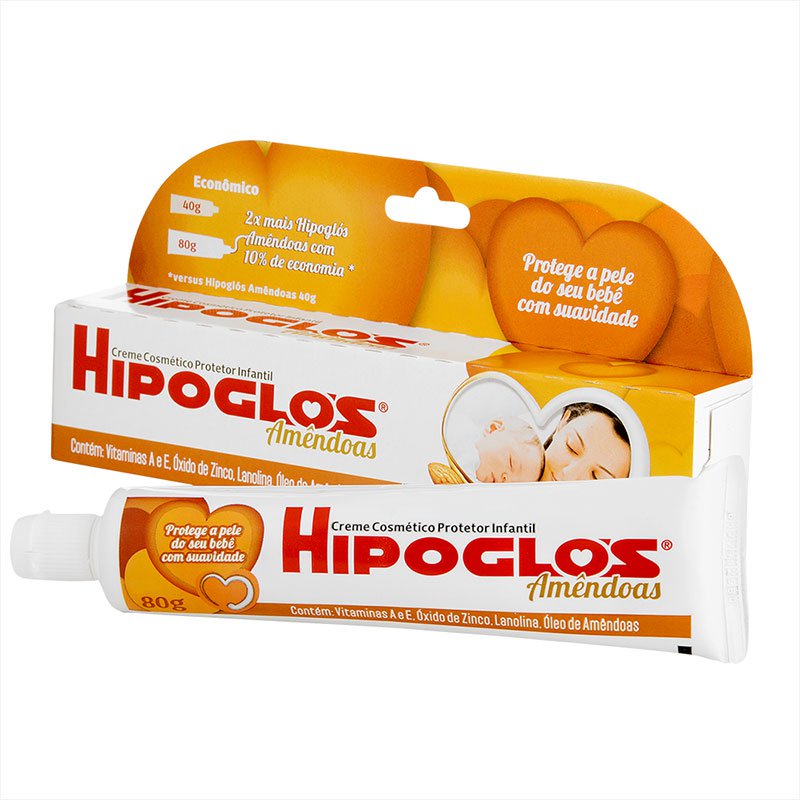 Econômico
40g
80g
2x mais Hipoglós
Amêndoas com
10% de economia *
*versus Hipoglós Amêndoas 40g
Protege a pele
do seu bebê
com suavidade
Creme Cosmético Protetor Infantil
HIPOGLÓS®
Amêndoas
Contém: Vitaminas A e E, Óxido de Zinco, Lanolina, Óleo de
Protege a pele
do seu bebê
com suavidade
80g
Creme Cosmético Protetor Infantil
HIPOGLÓS®
Amêndoas
Contém: Vitaminas A e E, Óxido de Zinco, Lanolina, Óleo de Amêndoas